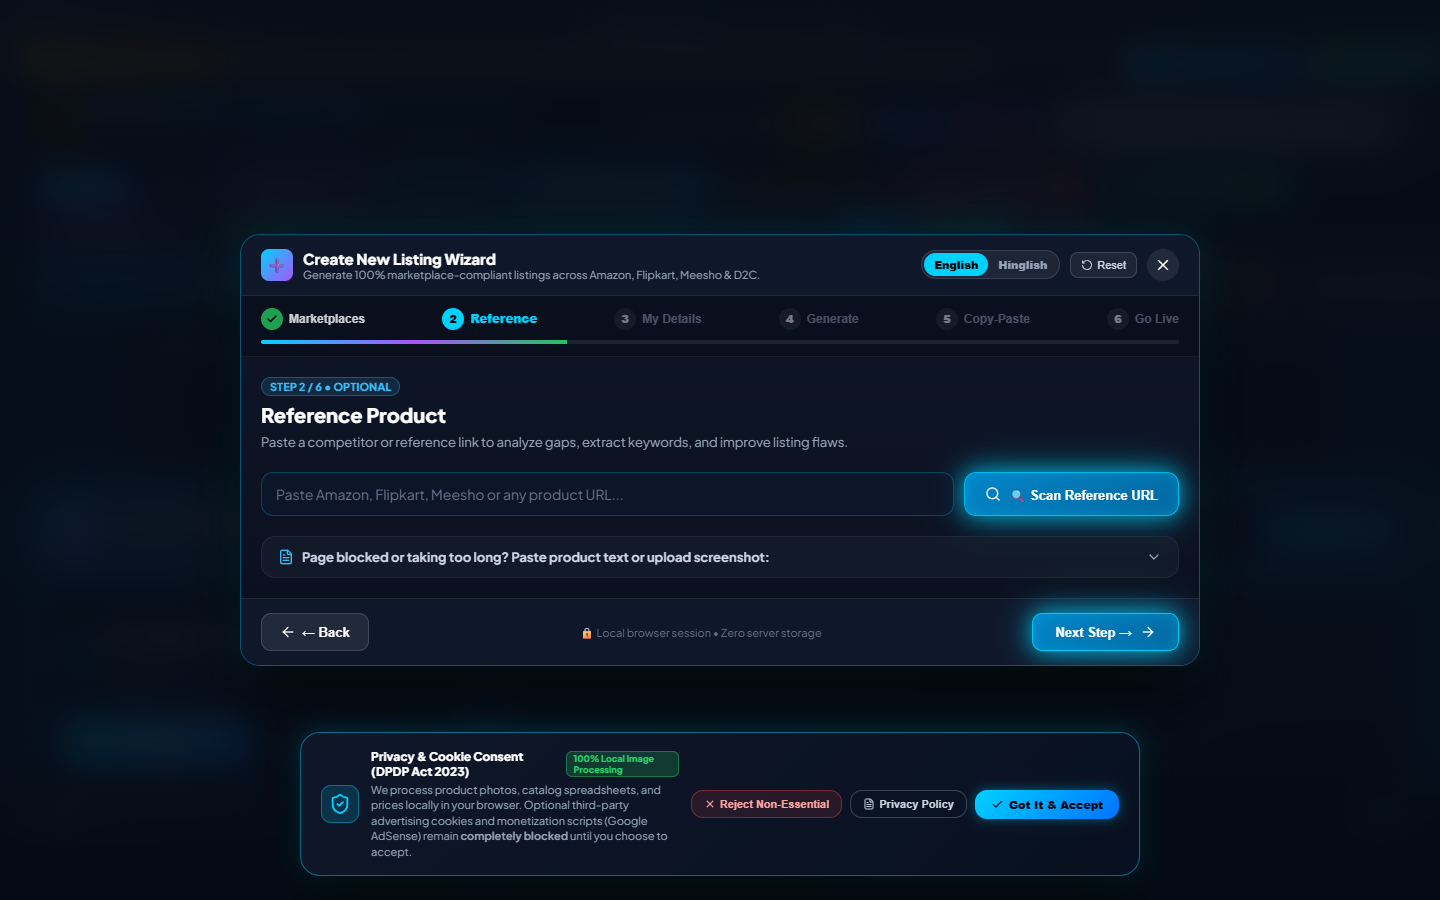 Create New Listing Wizard
Generate 100% marketplace-compliant listings across Amazon, Flipkart, Meesho & D2C.
English
Hinglish
Reset
Marketplaces
2 Reference
3 My Details
4 Generate
5 Copy-Paste
6 Go Live
STEP 2 / 6 • OPTIONAL
Reference Product
Paste a competitor or reference link to analyze gaps, extract keywords, and improve listing flaws.
Paste Amazon, Flipkart, Meesho or any product URL...
Scan Reference URL
Page blocked or taking too long? Paste product text or upload screenshot:
← Back
Local browser session • Zero server storage
Next Step →
Privacy & Cookie Consent
(DPDP Act 2023)
100% Local Image
Processing
We process product photos, catalog spreadsheets, and
prices locally in your browser. Optional third-party
advertising cookies and monetization scripts (Google
AdSense) remain completely blocked until you choose to
accept.
Reject Non-Essential
Privacy Policy
Got It & Accept